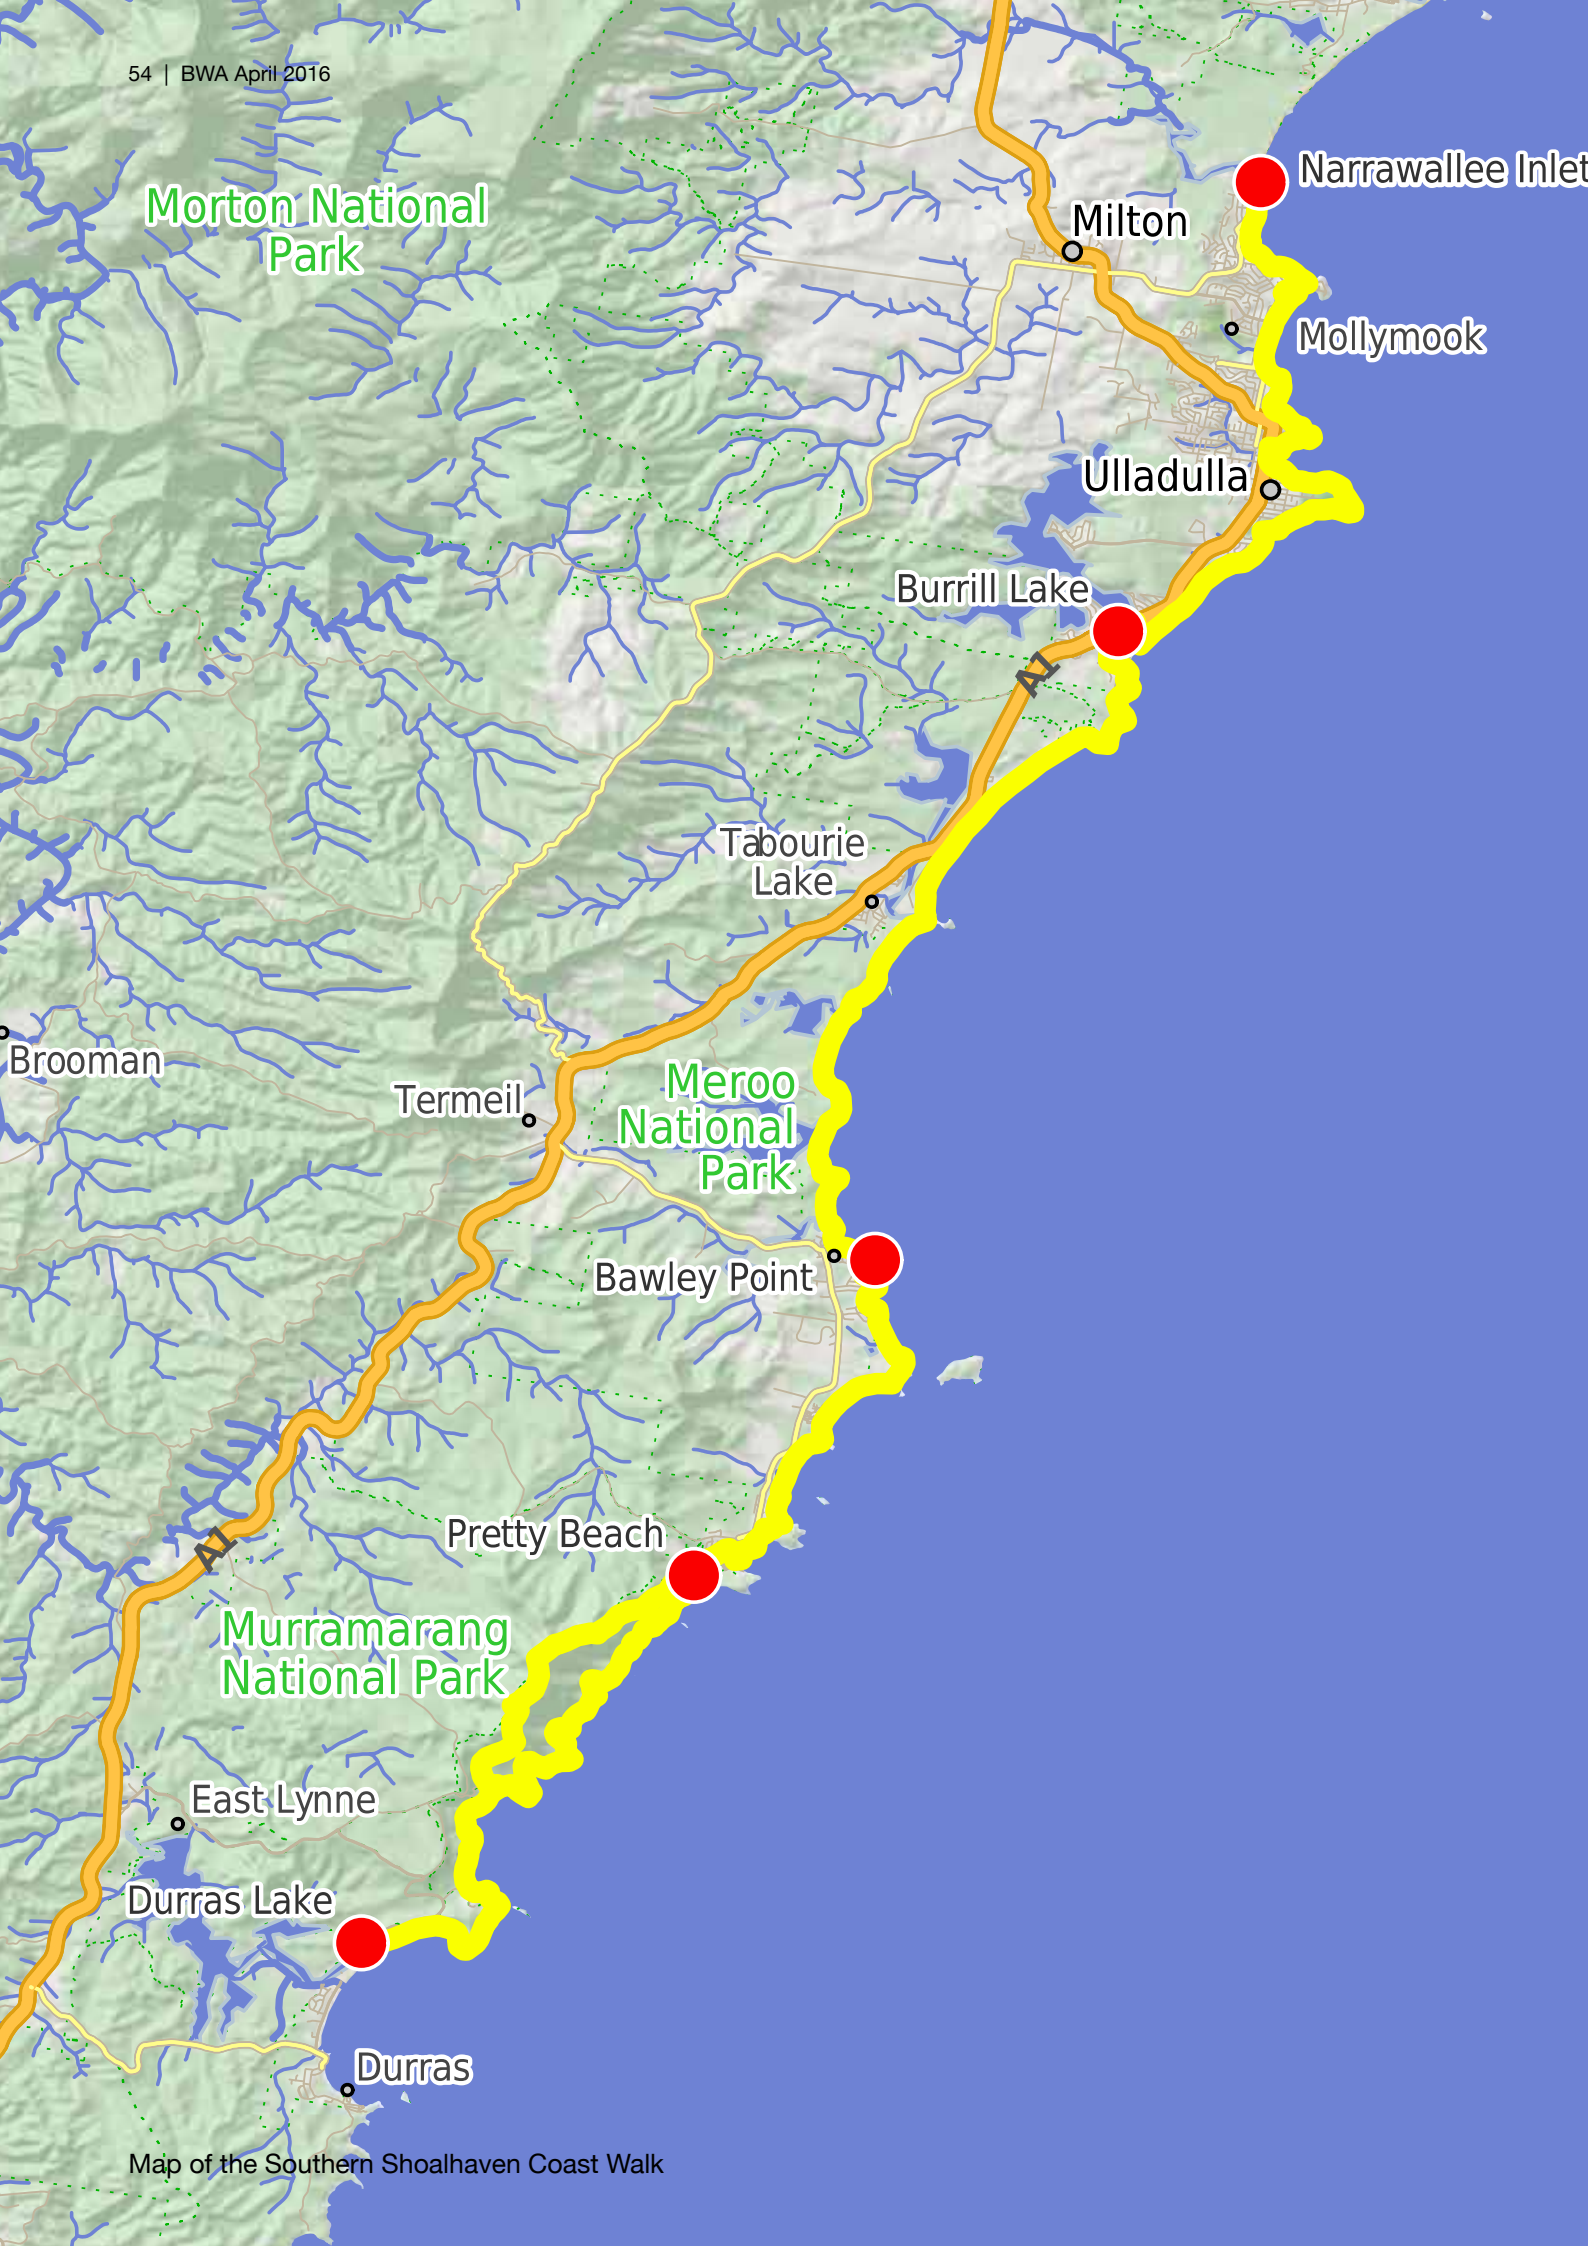 54 | BWA April 2016
Narrawallee Inlet
Morton National
Park
Milton
Mollymook
Ulladulla
Burrill Lake
A1
Tabourie
Lake
Brooman
Meroo
National
Park
Termeil
Bawley Point
Pretty Beach
A1
Murramarang
National Park
East Lynne
Durras Lake
Durras
Map of the Southern Shoalhaven Coast Walk